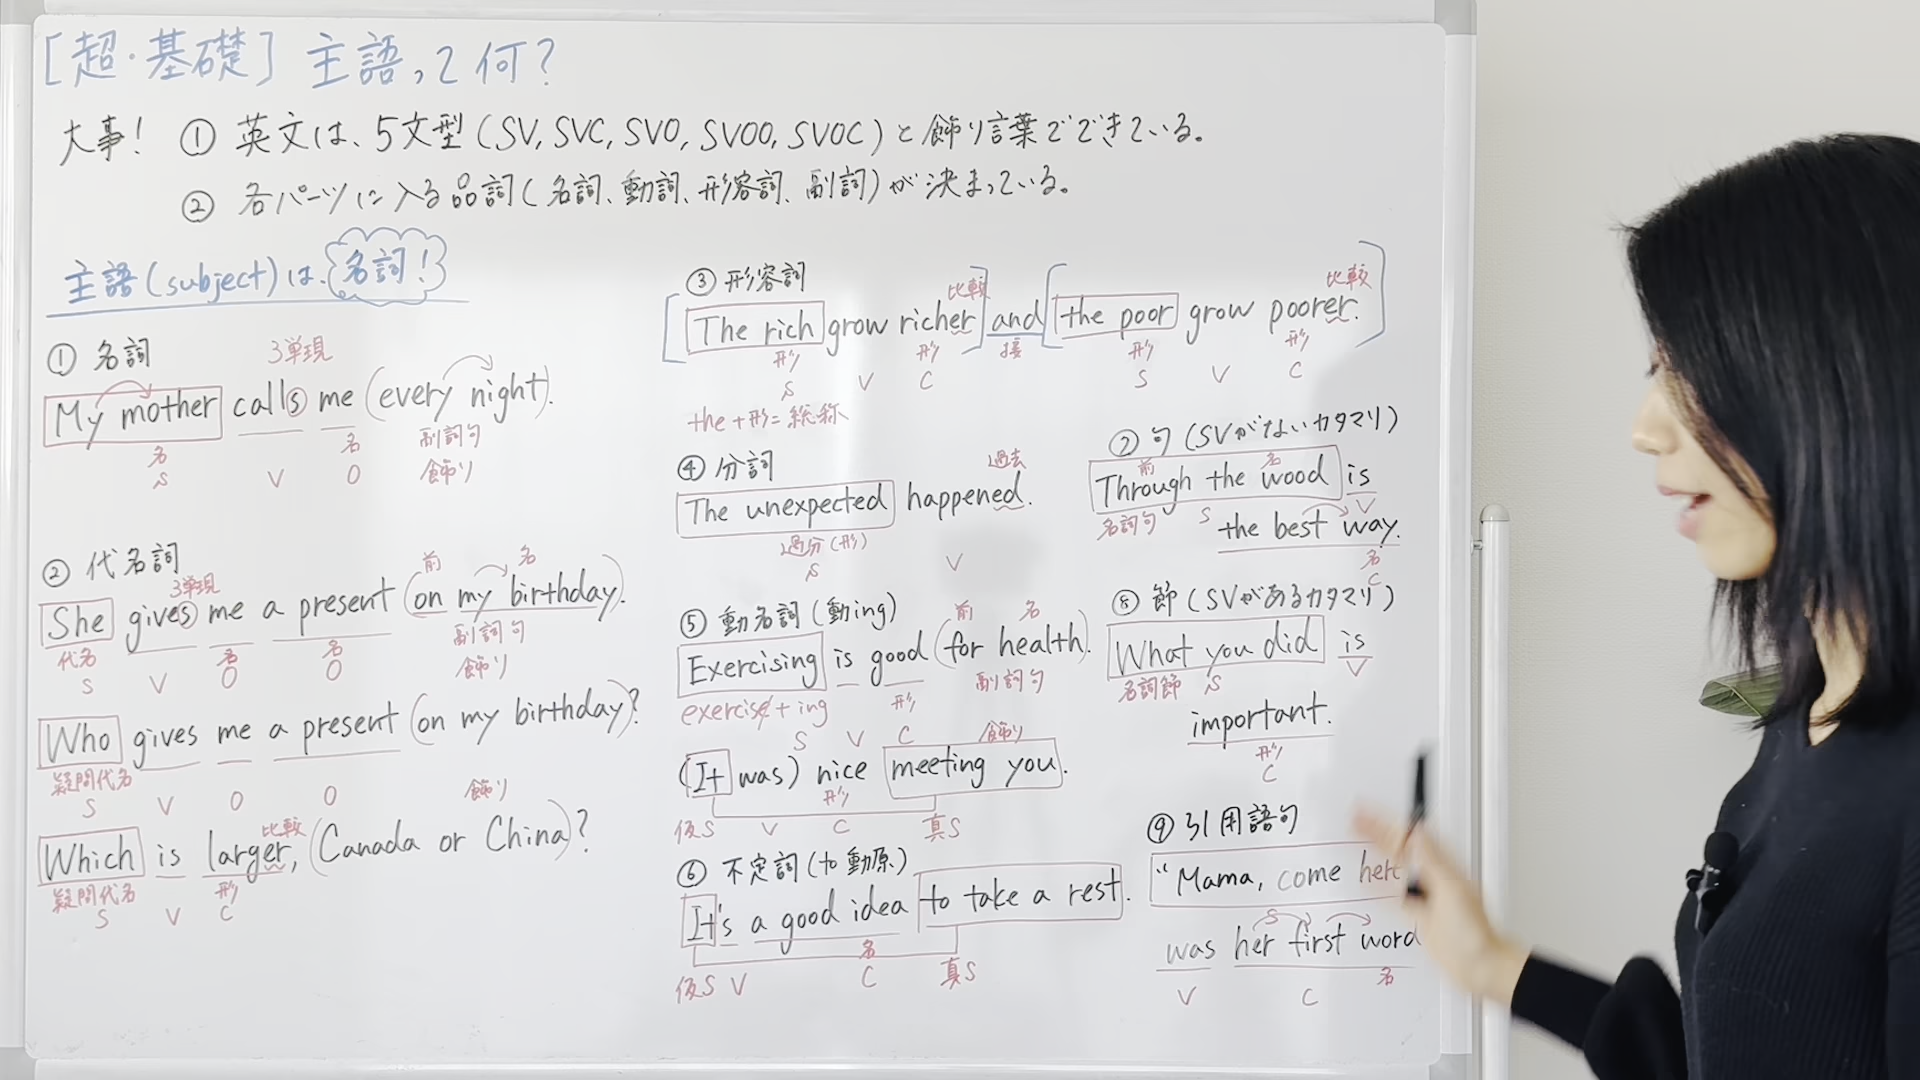 [超・基礎] 主語って何?
大事! ① 英文は、5文型(SV, SVC, SVO, SVOO, SVOC)と飾り言葉でできている。
② 各パーツに入る品詞(名詞、動詞、形容詞、副詞)が決まっている。
主語(subject)は、名詞!
① 名詞
3単現
My mother calls me (every night).
名 名 副詞句
S V O 飾り
② 代名詞
3単現 前 名
She gives me a present (on my birthday).
代名 名 名 副詞句
S V O O 飾り
Who gives me a present (on my birthday)?
疑問代名
S V O O 飾り
比較
Which is larger, (Canada or China)?
疑問代名 形
S V C
③ 形容詞
比較 比較
[The rich grow richer] and [the poor grow poorer.]
形 形 接 形 形
S V C S V C
the+形=総称
④ 分詞
過去
The unexpected happened.
過分(形)
S V
⑤ 動名詞(動ing)
前 名
Exercising is good (for health).
exercise+ing 形 副詞句
S V C 飾り
(It was) nice meeting you.
形
仮S V C 真S
⑥ 不定詞(to動原)
It's a good idea to take a rest.
名
仮S V C 真S
⑦ 句(SVがないカタマリ)
前 名
Through the wood is
名詞句 S V
the best way.
名
C
⑧ 節(SVがあるカタマリ)
What you did is
名詞節 S V
important.
形
C
⑨ 引用語句
"Mama, come here
S
was her first word
名
V C